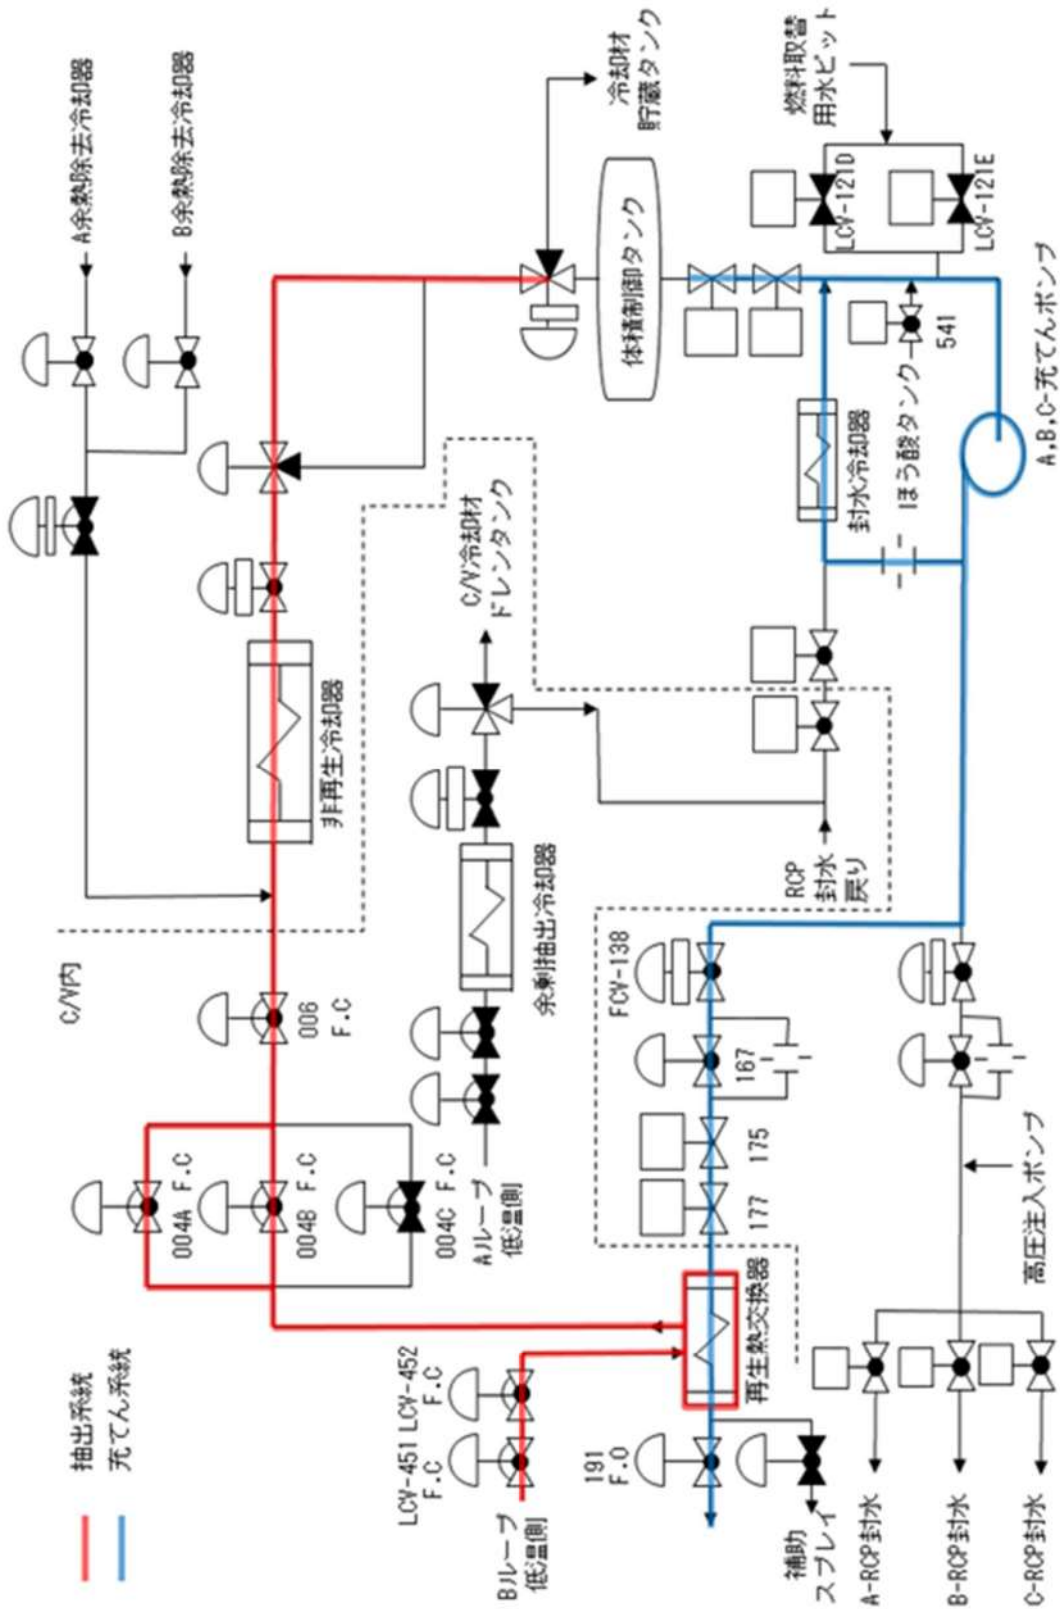 抽出系統
充てん系統
C/V内
A余熱除去冷却器
B余熱除去冷却器
004A F.C
004B F.C
004C F.C
006
F.C
非再生冷却器
LCV-451 LCV-452
F.C
F.C
Bループ
低温側
Aループ
低温側
余剰抽出冷却器
C/V冷却材
ドレンタンク
冷却材
貯蔵タンク
体積制御タンク
191
F.O
再生熱交換器
177
175
167
FCV-138
RCP
封水
戻り
封水冷却器
ほう酸タンク
541
燃料取替
用水ピット
LCV-121D
LCV-121E
補助
スプレイ
A-RCP封水
B-RCP封水
C-RCP封水
高圧注入ポンプ
A,B,C-充てんポンプ